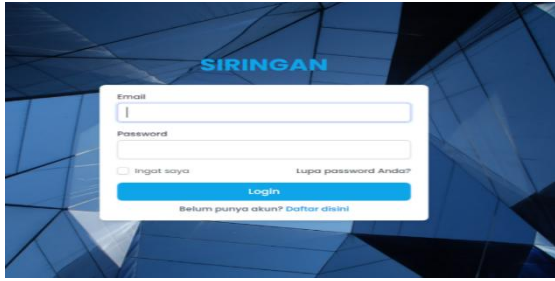 SIRINGAN
Email
Password
Ingat saya
Lupa password Anda?
Login
Belum punya akun? Daftar disini